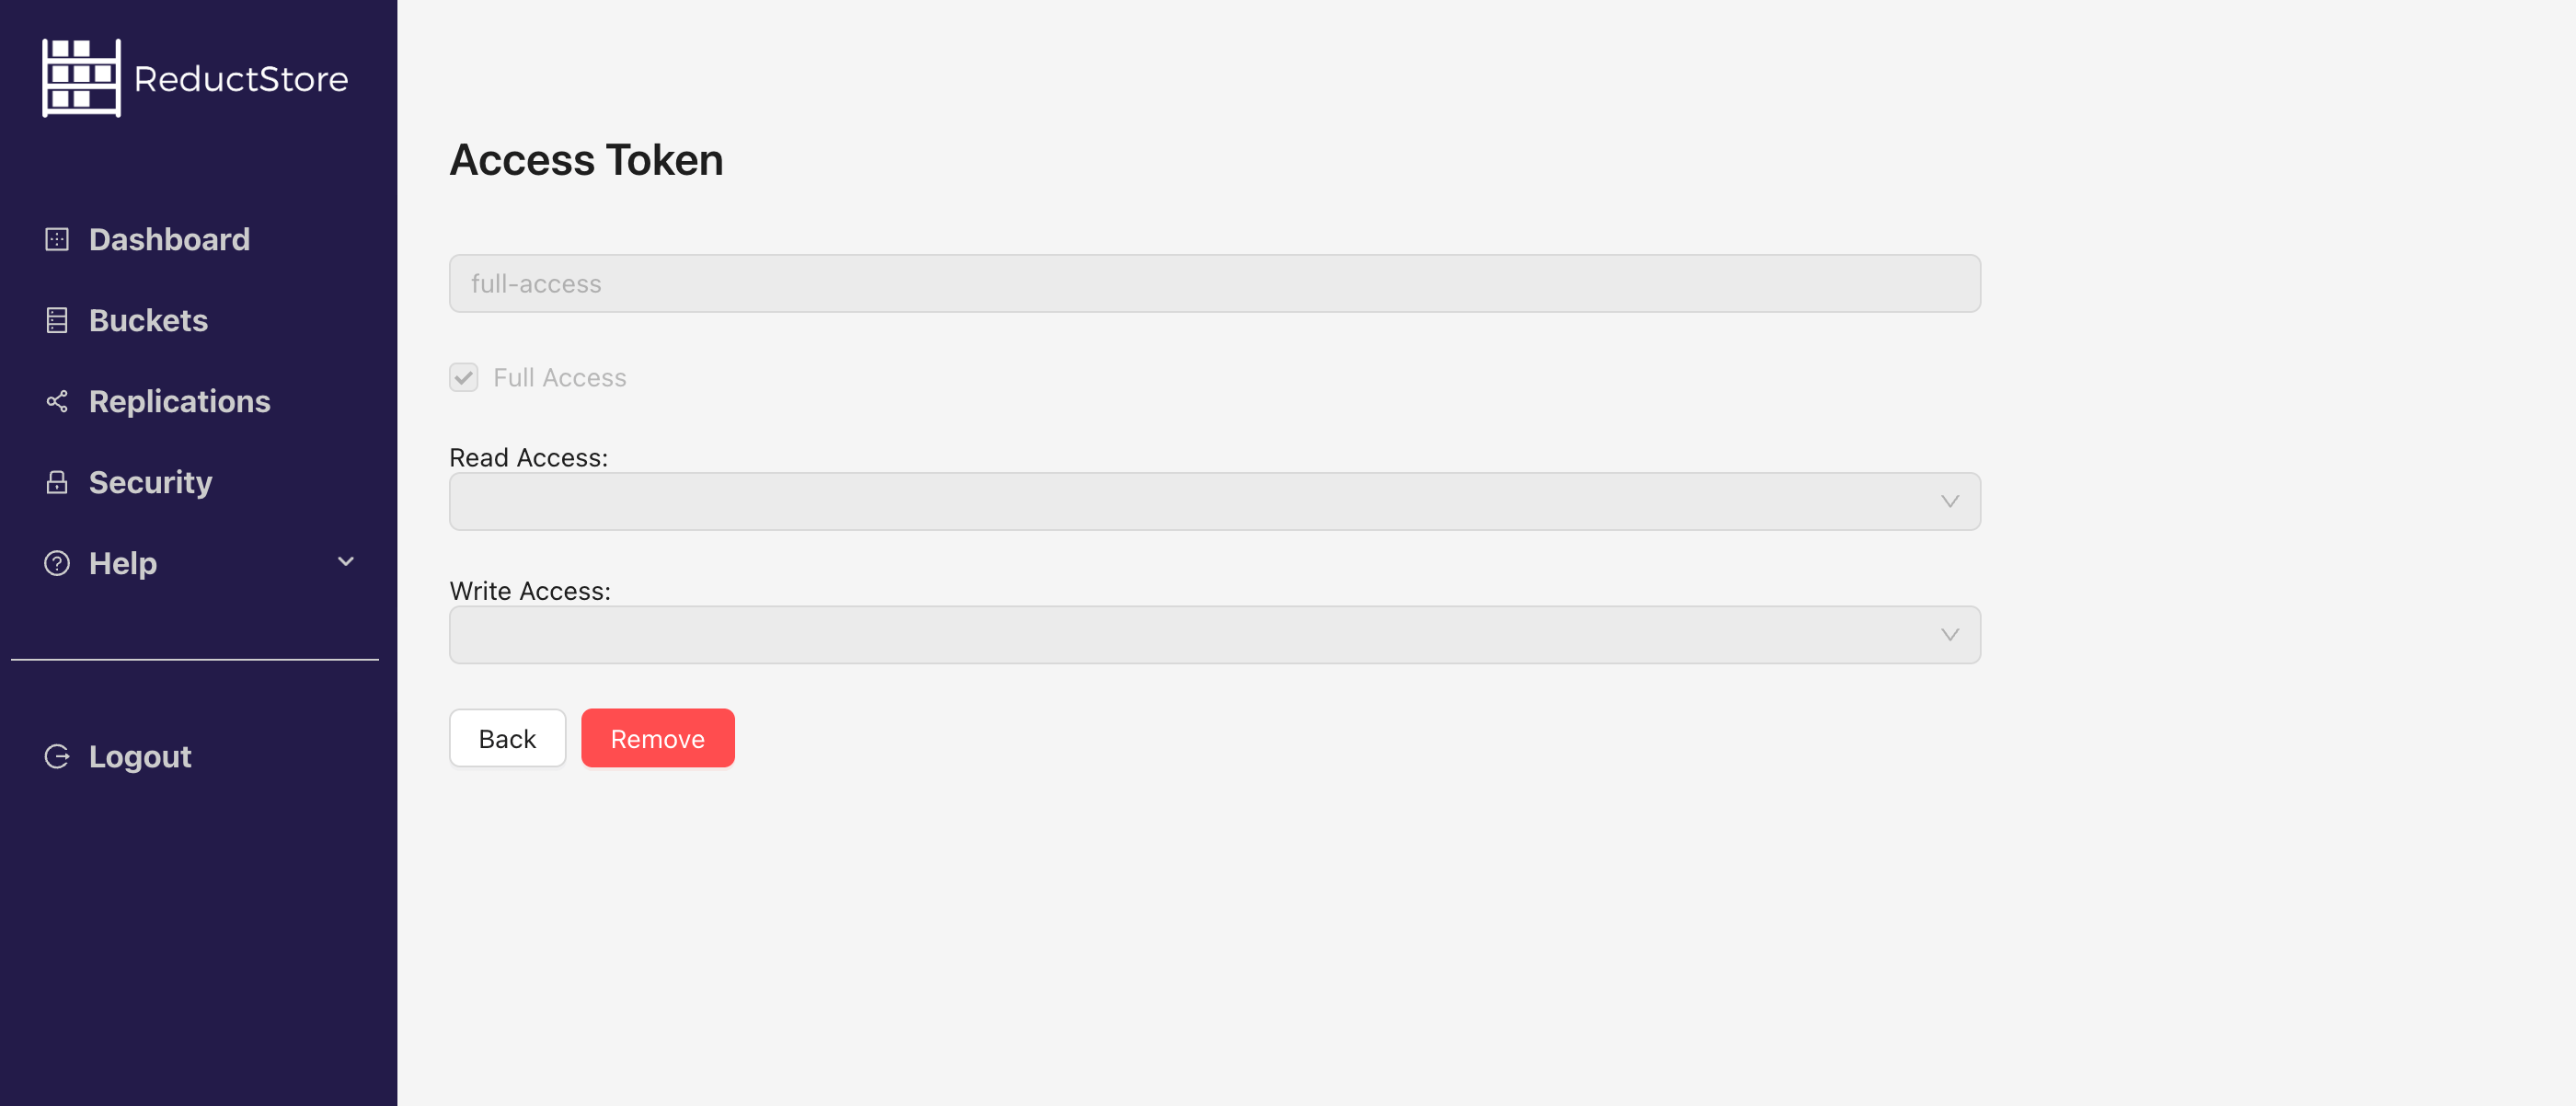 ReductStore
Dashboard
Buckets
Replications
Security
Help
Logout
Access Token
full-access
Full Access
Read Access:
Write Access:
Back
Remove